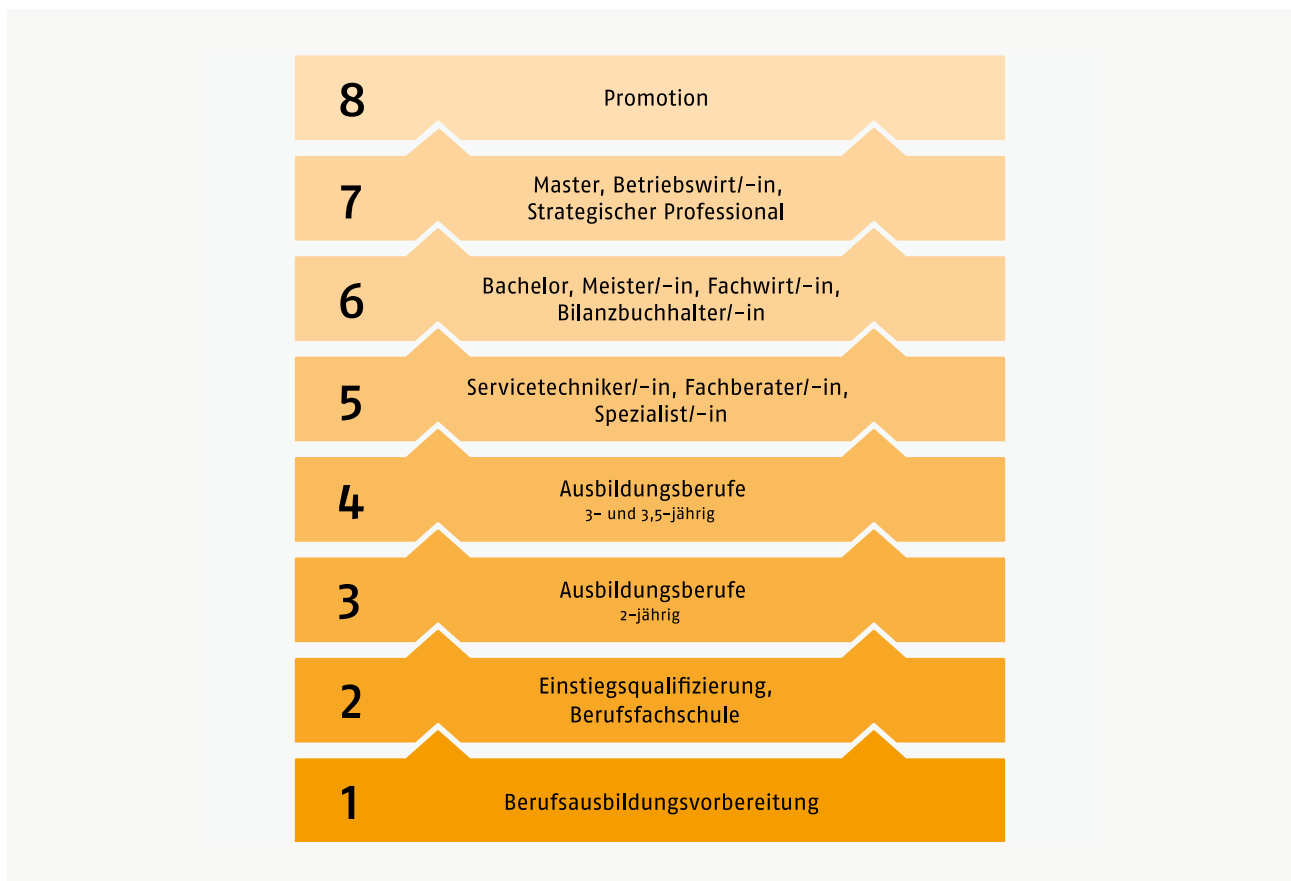 8
Promotion
7
Master, Betriebswirt/-in,
Strategischer Professional
6
Bachelor, Meister/-in, Fachwirt/-in,
Bilanzbuchhalter/-in
5
Servicetechniker/-in, Fachberater/-in,
Spezialist/-in
4
Ausbildungsberufe
3- und 3,5-jährig
3
Ausbildungsberufe
2-jährig
2
Einstiegsqualifizierung,
Berufsfachschule
1
Berufsausbildungsvorbereitung